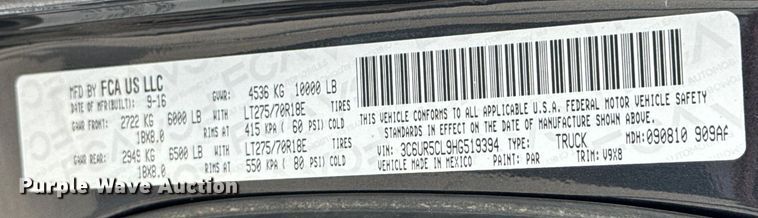 MFD BY: FCA US LLC
DATE OF MFR(BUILT): 9-16 GVWR: 4536 KG 10000 LB
GAWR FRONT: 2722 KG 6000 LB WITH LT275/70R18E TIRES
18X8.0 RIMS AT 415 KPA ( 60 PSI) COLD
GAWR REAR: 2949 KG 6500 LB WITH LT275/70R18E TIRES
18X8.0 RIMS AT 550 KPA ( 80 PSI) COLD
THIS VEHICLE CONFORMS TO ALL APPLICABLE U.S.A. FEDERAL MOTOR VEHICLE SAFETY
STANDARDS IN EFFECT ON THE DATE OF MANUFACTURE SHOWN ABOVE.
VIN: 3C6UR5CL9HG519394 TYPE: TRUCK MDH: 090810 909AF
VEHICLE MADE IN MEXICO PAINT: PAR TRIM: V9X8
Purple Wave Auction